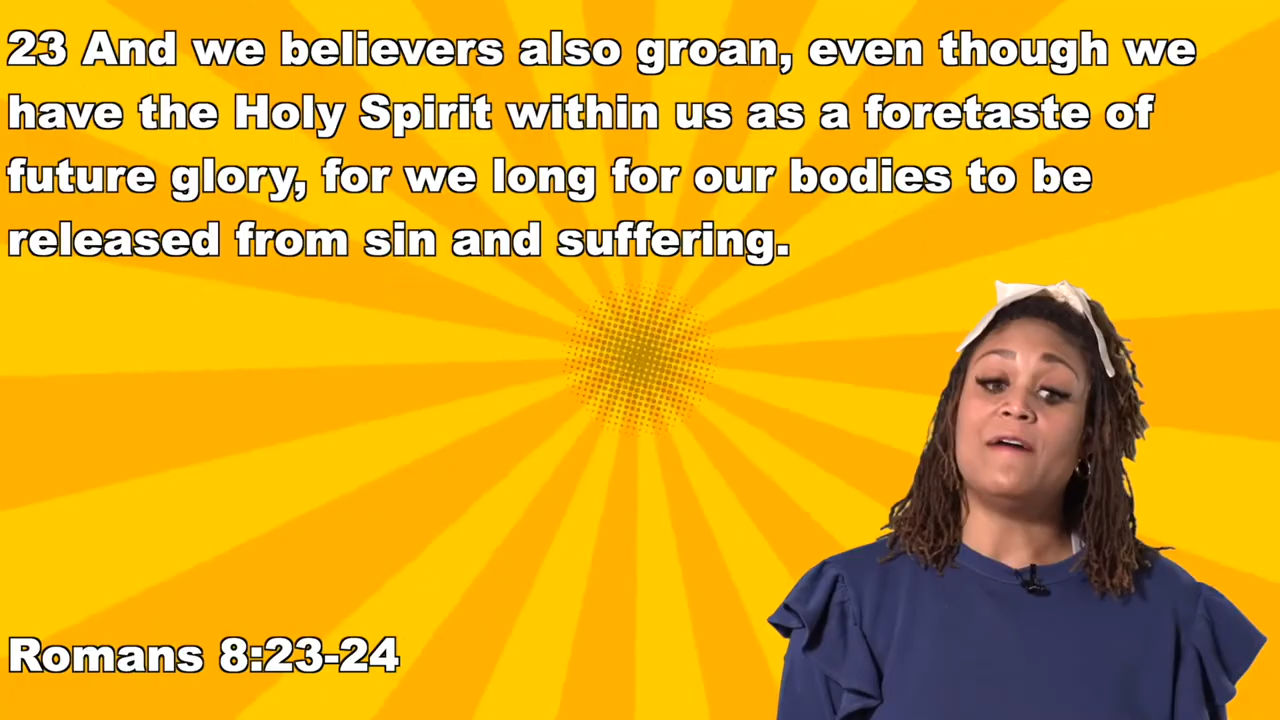 23 And we believers also groan, even though we
have the Holy Spirit within us as a foretaste of
future glory, for we long for our bodies to be
released from sin and suffering.
Romans 8:23-24